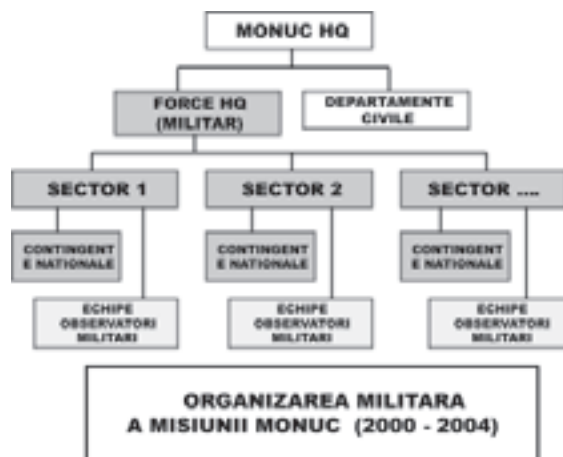 MONUC HQ
FORCE HQ
(MILITAR)
DEPARTAMENTE
CIVILE
SECTOR 1
SECTOR 2
SECTOR ....
CONTINGENT
E NATIONALE
CONTINGENT
E NATIONALE
CONTINGENT
E NATIONALE
ECHIPE
OBSERVATORI
MILITARI
ECHIPE
OBSERVATORI
MILITARI
ECHIPE
OBSERVATORI
MILITARI
ORGANIZAREA MILITARA
A MISIUNII MONUC (2000 - 2004)